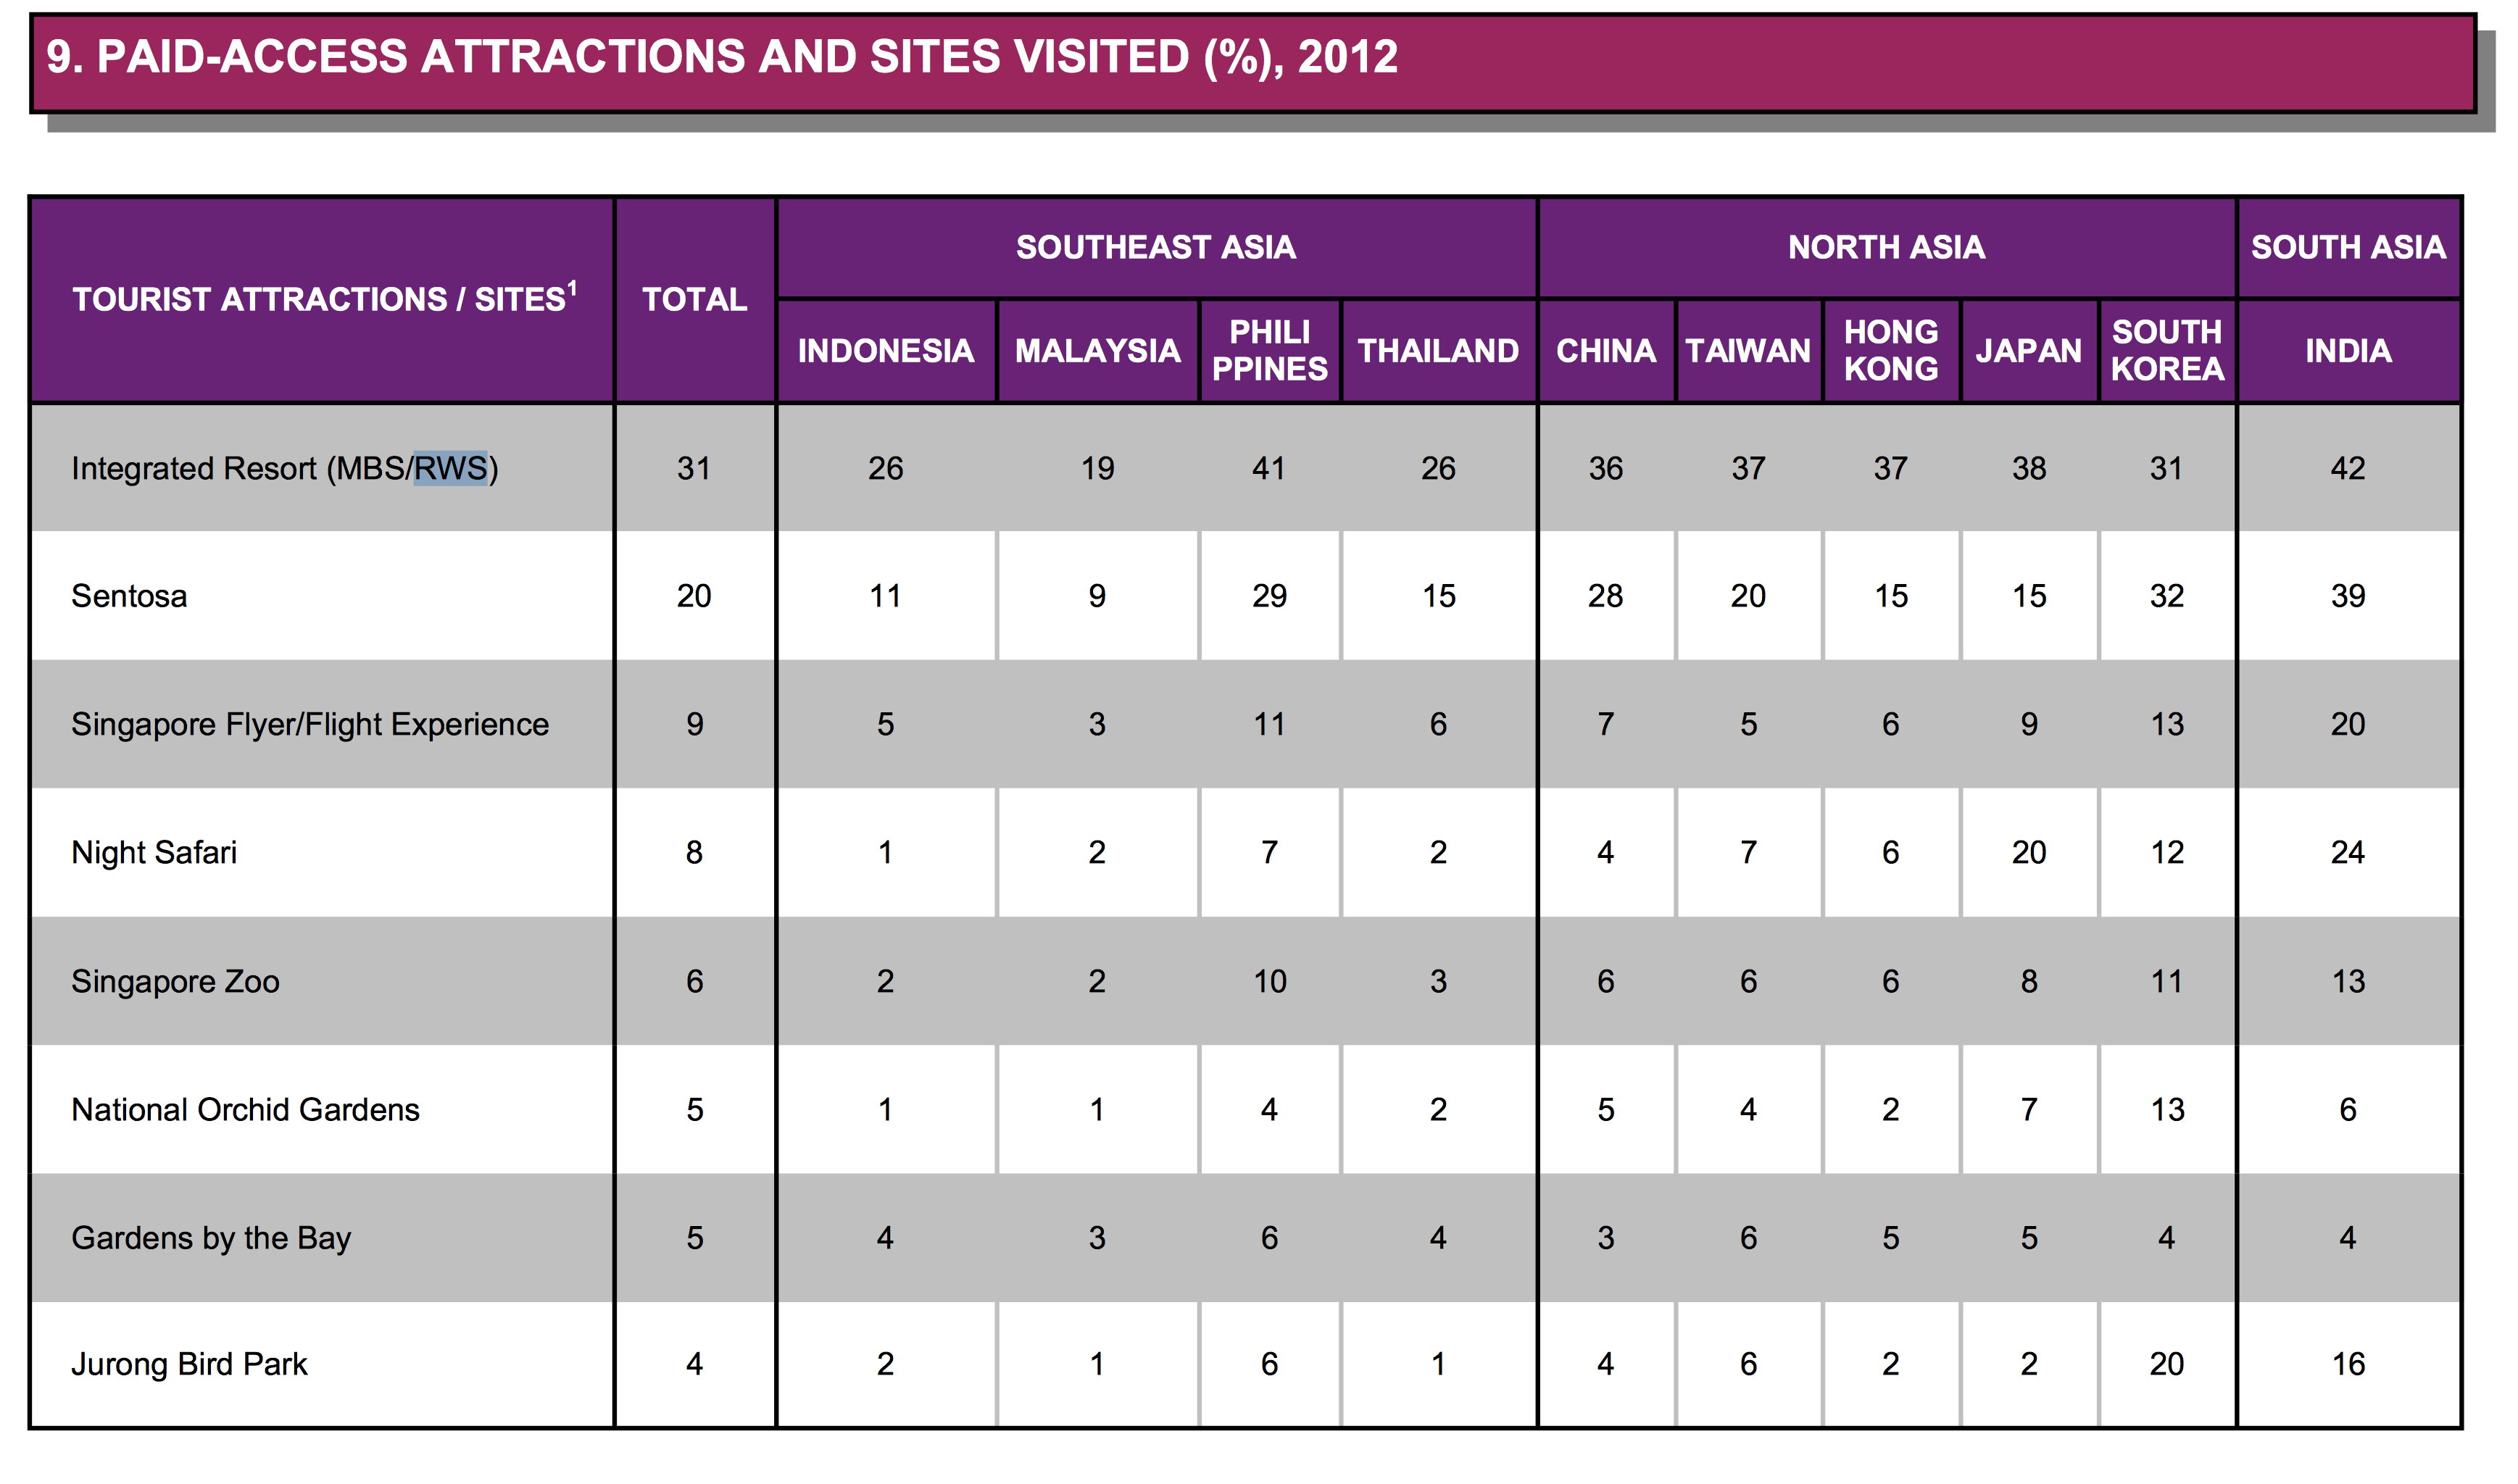 9. PAID-ACCESS ATTRACTIONS AND SITES VISITED (%), 2012
TOURIST ATTRACTIONS / SITES1 TOTAL SOUTHEAST ASIA NORTH ASIA SOUTH ASIA
INDONESIA MALAYSIA PHILI PPINES THAILAND CHINA TAIWAN HONG KONG JAPAN SOUTH KOREA INDIA
Integrated Resort (MBS/RWS) 31 26 19 41 26 36 37 37 38 31 42
Sentosa 20 11 9 29 15 28 20 15 15 32 39
Singapore Flyer/Flight Experience 9 5 3 11 6 7 5 6 9 13 20
Night Safari 8 1 2 7 2 4 7 6 20 12 24
Singapore Zoo 6 2 2 10 3 6 6 6 8 11 13
National Orchid Gardens 5 1 1 4 2 5 4 2 7 13 6
Gardens by the Bay 5 4 3 6 4 3 6 5 5 4 4
Jurong Bird Park 4 2 1 6 1 4 6 2 2 20 16